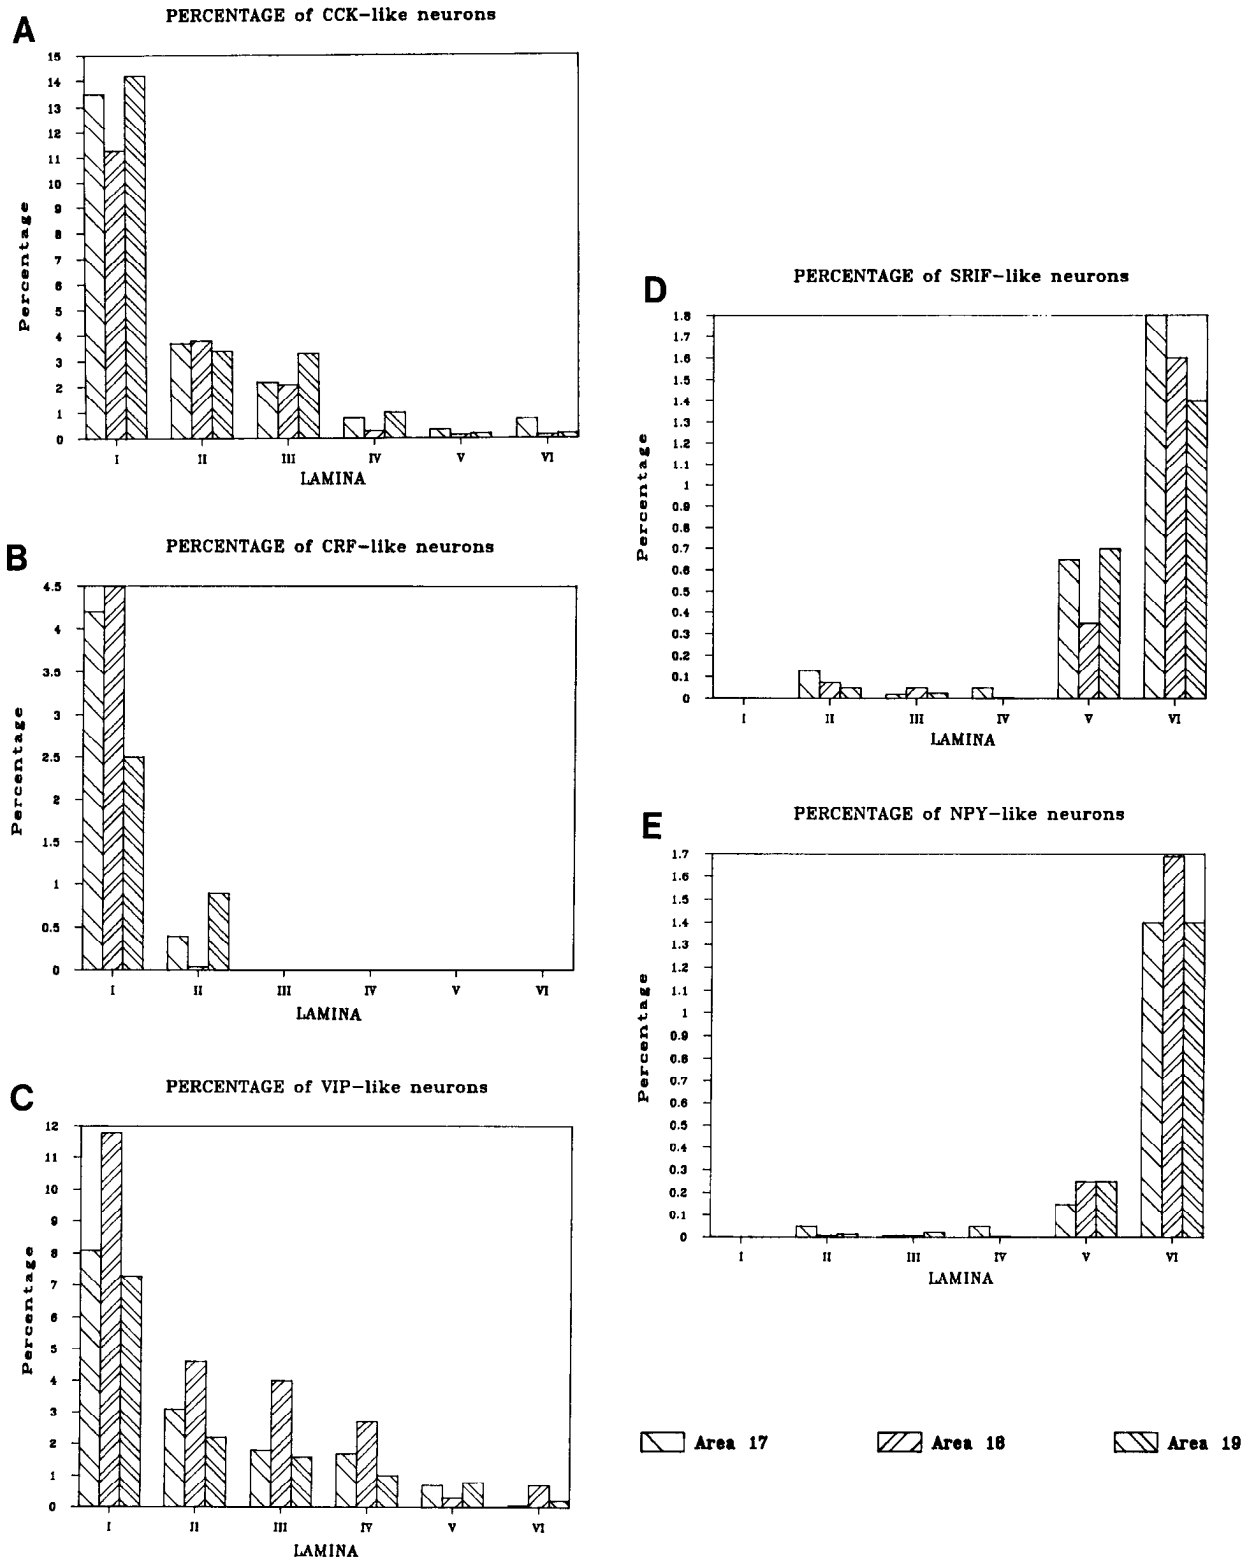 A
PERCENTAGE of CCK-like neurons
15
14
13
12
11
10
9
8
7
6
5
4
3
2
1
0
Percentage
I II III IV V VI
LAMINA
B
PERCENTAGE of CRF-like neurons
4.5
4
3.5
3
2.5
2
1.5
1
0.5
0
Percentage
I II III IV V VI
LAMINA
C
PERCENTAGE of VIP-like neurons
12
11
10
9
8
7
6
5
4
3
2
1
0
Percentage
I II III IV V VI
LAMINA
D
PERCENTAGE of SRIF-like neurons
1.8
1.7
1.6
1.5
1.4
1.3
1.2
1.1
1
0.9
0.8
0.7
0.6
0.5
0.4
0.3
0.2
0.1
0
Percentage
I II III IV V VI
LAMINA
E
PERCENTAGE of NPY-like neurons
1.7
1.6
1.5
1.4
1.3
1.2
1.1
1
0.9
0.8
0.7
0.6
0.5
0.4
0.3
0.2
0.1
0
Percentage
I II III IV V VI
LAMINA
Area 17 Area 18 Area 19